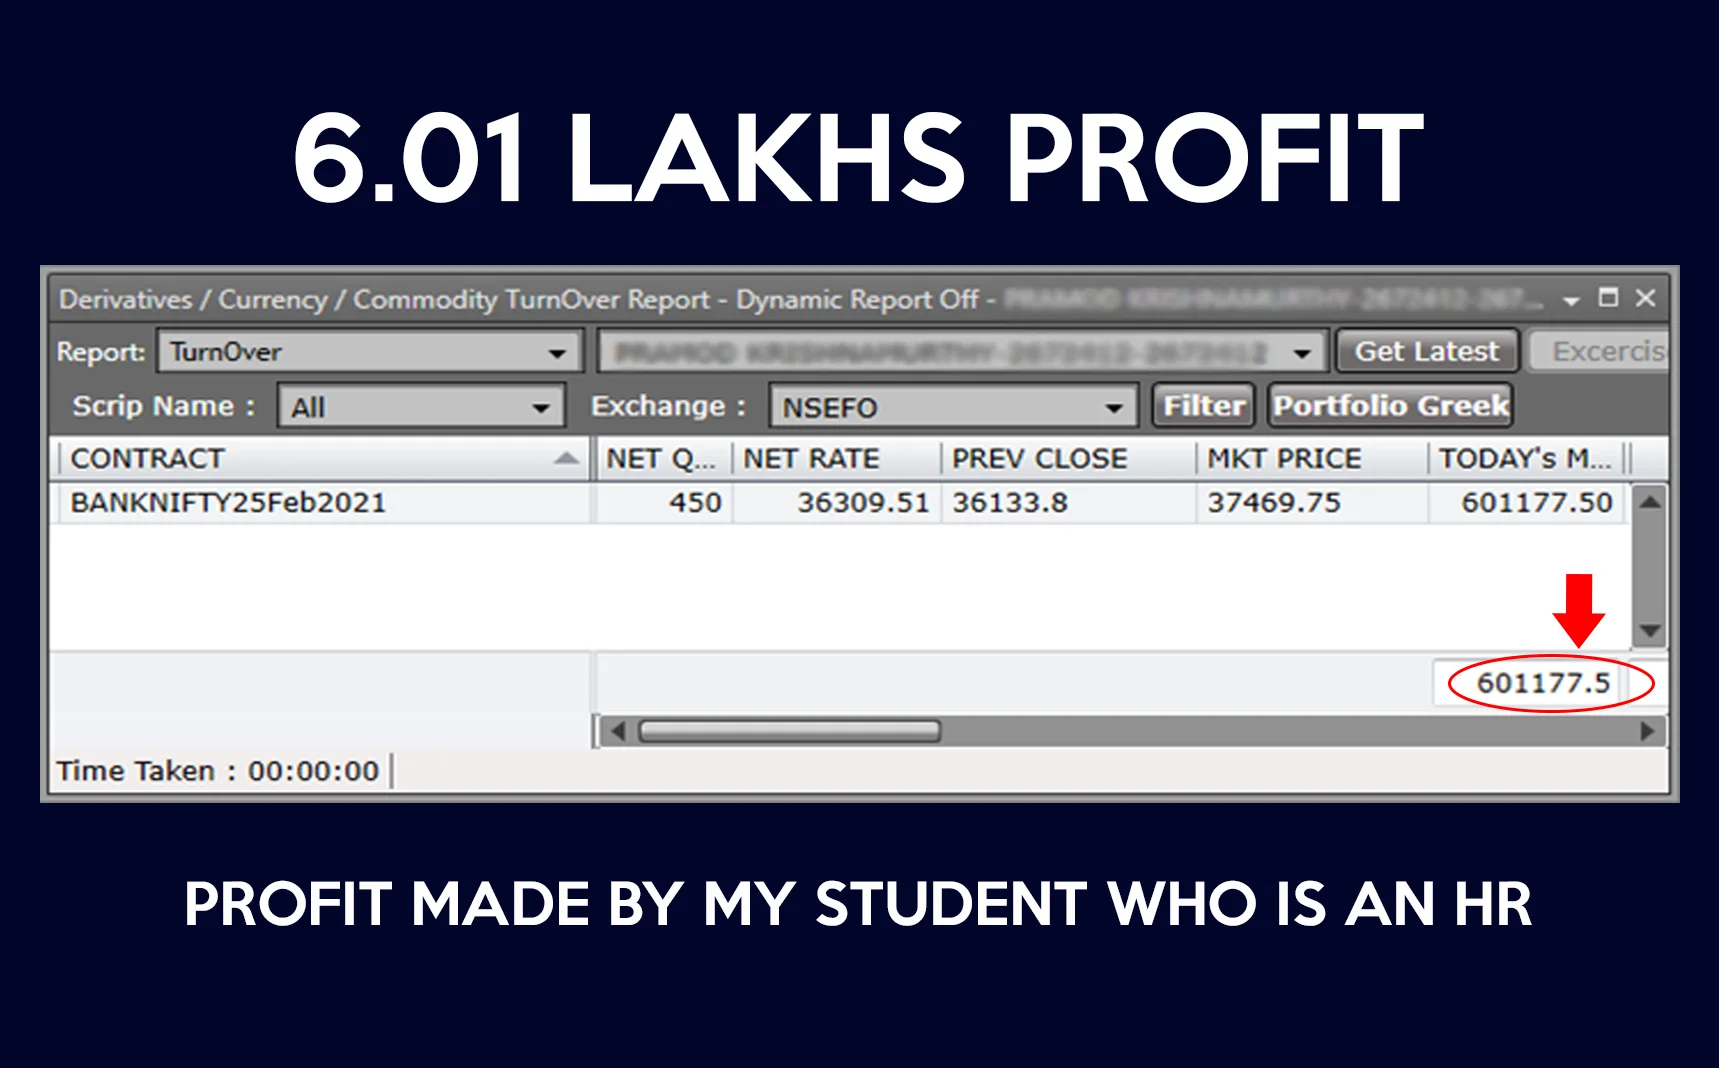 6.01 LAKHS PROFIT
Derivatives / Currency / Commodity TurnOver Report - Dynamic Report Off -
Report: TurnOver Get Latest Excercis
Scrip Name : All Exchange : NSEFO Filter Portfolio Greek
CONTRACT NET Q... NET RATE PREV CLOSE MKT PRICE TODAY's M...
BANKNIFTY25Feb2021 450 36309.51 36133.8 37469.75 601177.50
601177.5
Time Taken : 00:00:00
PROFIT MADE BY MY STUDENT WHO IS AN HR